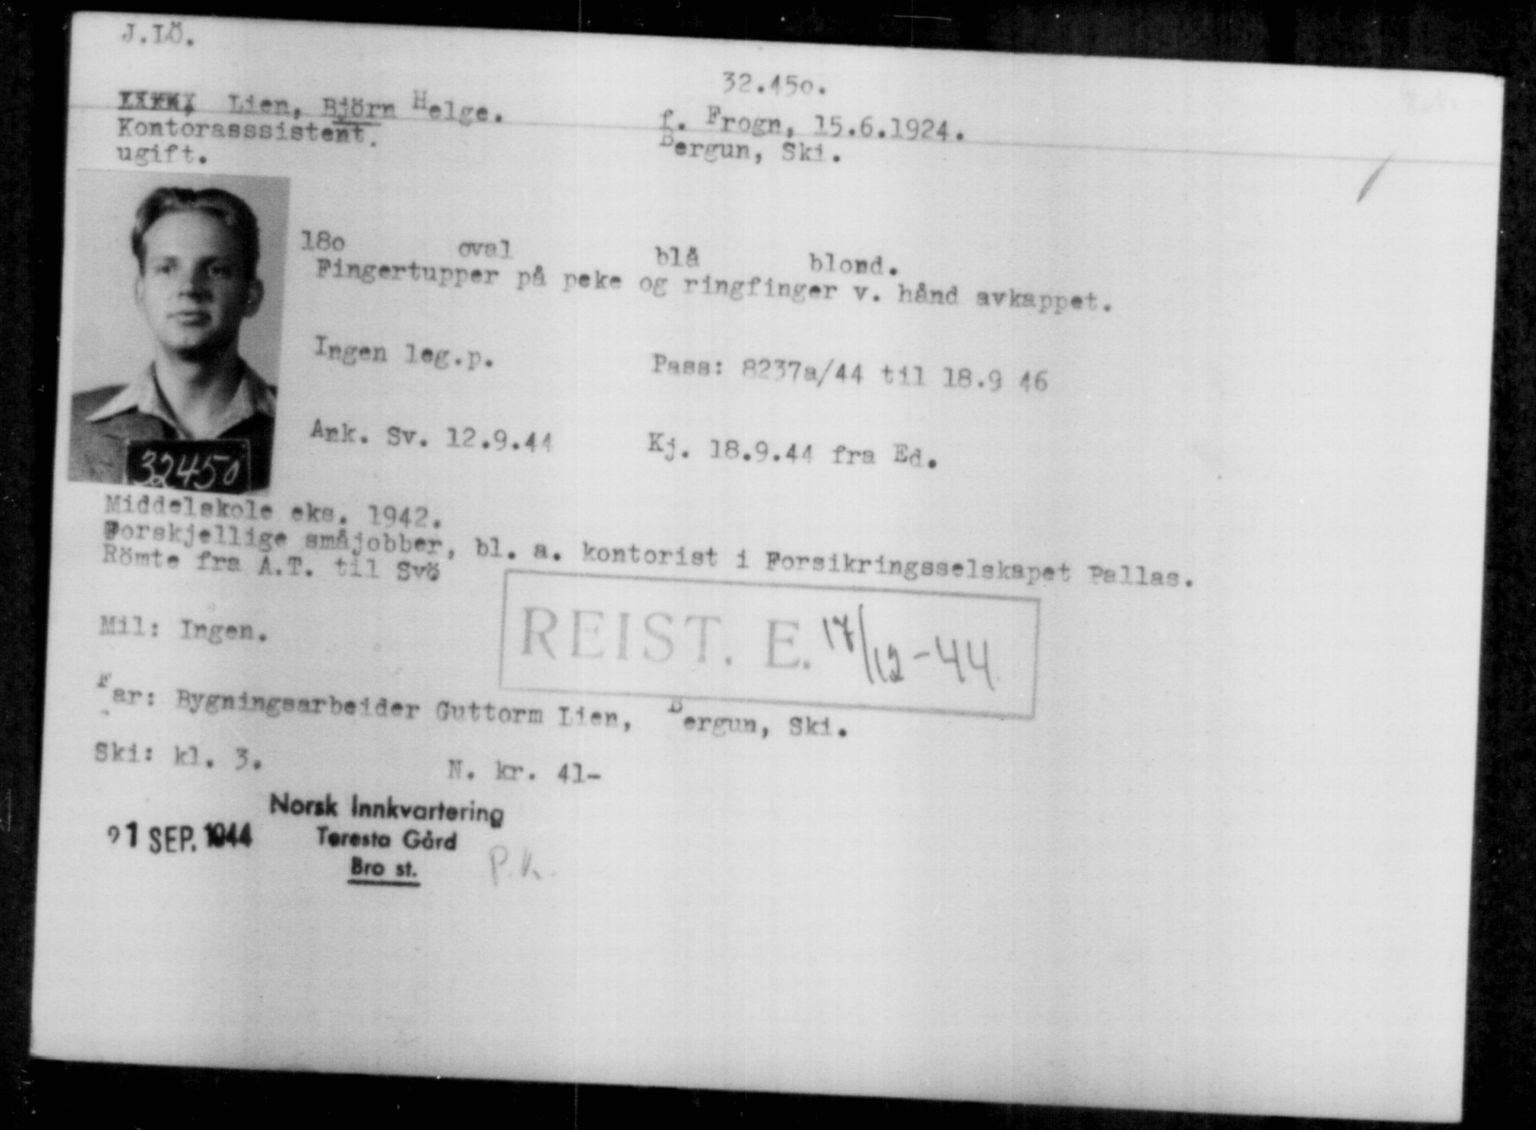 J.LÖ.
32.45o.
Lien, Björn Helge.
f. Frogn, 15.6.1924.
Kontorasssistent.
Bergun, Ski.
ugift.
18o oval blå blond.
Fingertupper på peke og ringfinger v. hånd avkappet.
Ingen leg.p. Pass: 8237a/44 til 18.9 46
Ank. Sv. 12.9.44 Kj. 18.9.44 fra Ed.
32450
Middelskole eks. 1942.
Forskjellige småjobber, bl. a. kontorist i Forsikringsselskapet Pallas.
Römte fra A.T. til Svö
REIST. E. 17/12-44
Mil: Ingen.
Far: Bygningsarbeider Guttorm Lien, Bergun, Ski.
Ski: kl. 3. N. kr. 41-
Norsk Innkvartering
21 SEP. 1944 Teresta Gård
Bro st. P.K.